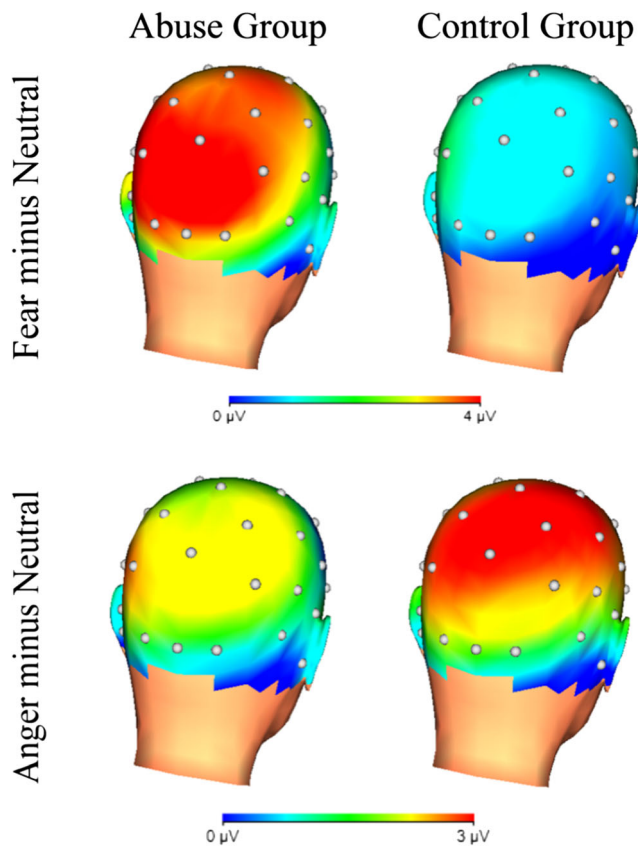 Abuse Group
Control Group
Fear minus Neutral
0 μV
4 μV
Anger minus Neutral
0 μV
3 μV